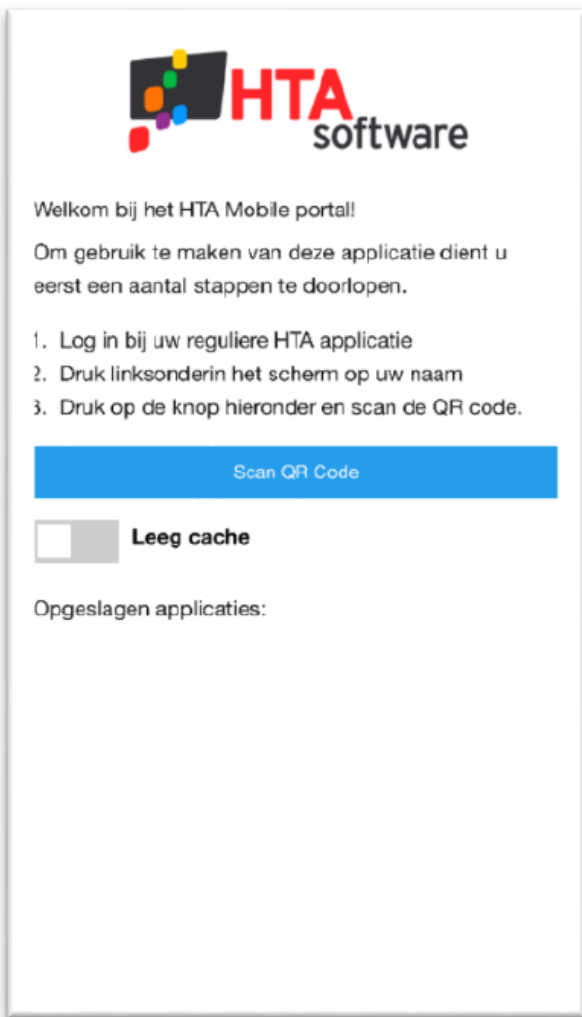 HTA
software
Welkom bij het HTA Mobile portal!
Om gebruik te maken van deze applicatie dient u
eerst een aantal stappen te doorlopen.
1. Log in bij uw reguliere HTA applicatie
2. Druk linksonderin het scherm op uw naam
3. Druk op de knop hieronder en scan de QR code.
Scan QR Code
Leeg cache
Opgeslagen applicaties: